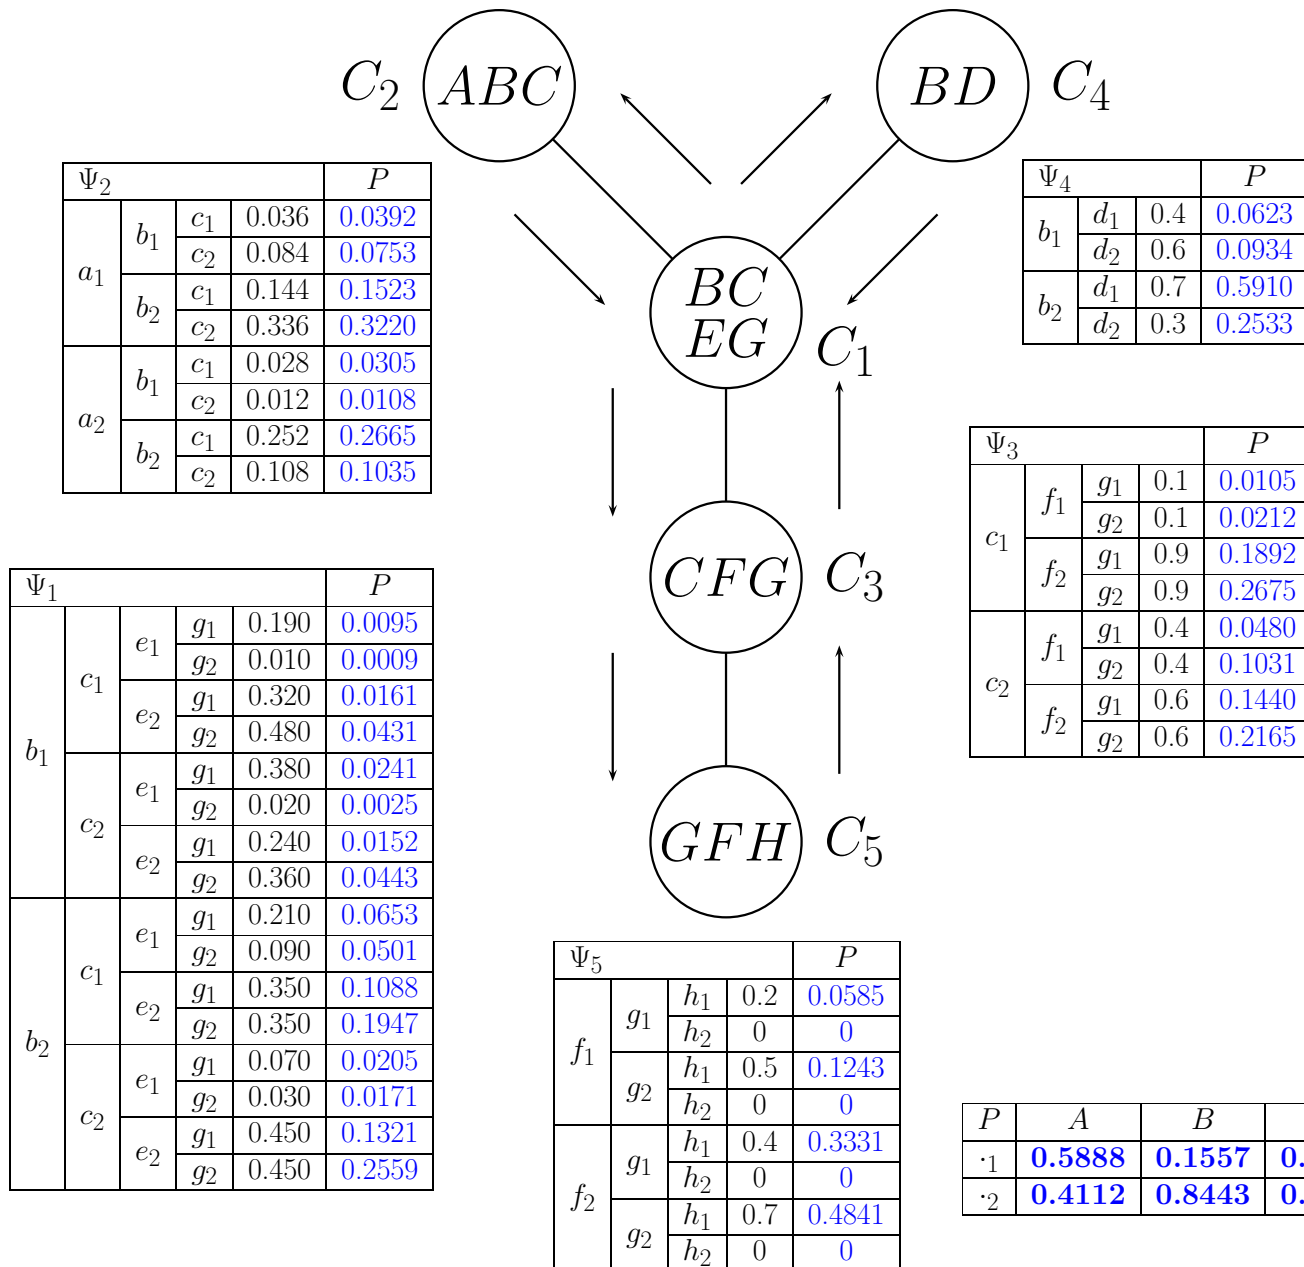 C2 ABC BD C4
Ψ2 P
a1 b1 c1 0.036 0.0392
c2 0.084 0.0753
b2 c1 0.144 0.1523
c2 0.336 0.3220
a2 b1 c1 0.028 0.0305
c2 0.012 0.0108
b2 c1 0.252 0.2665
c2 0.108 0.1035
Ψ4 P
b1 d1 0.4 0.0623
d2 0.6 0.0934
b2 d1 0.7 0.5910
d2 0.3 0.2533
BC
EG
C1
Ψ3 P
c1 f1 g1 0.1 0.0105
g2 0.1 0.0212
f2 g1 0.9 0.1892
g2 0.9 0.2675
c2 f1 g1 0.4 0.0480
g2 0.4 0.1031
f2 g1 0.6 0.1440
g2 0.6 0.2165
CFG C3
Ψ1 P
b1 c1 e1 g1 0.190 0.0095
g2 0.010 0.0009
e2 g1 0.320 0.0161
g2 0.480 0.0431
c2 e1 g1 0.380 0.0241
g2 0.020 0.0025
e2 g1 0.240 0.0152
g2 0.360 0.0443
b2 c1 e1 g1 0.210 0.0653
g2 0.090 0.0501
e2 g1 0.350 0.1088
g2 0.350 0.1947
c2 e1 g1 0.070 0.0205
g2 0.030 0.0171
e2 g1 0.450 0.1321
g2 0.450 0.2559
GFH C5
Ψ5 P
f1 g1 h1 0.2 0.0585
h2 0 0
g2 h1 0.5 0.1243
h2 0 0
f2 g1 h1 0.4 0.3331
h2 0 0
g2 h1 0.7 0.4841
h2 0 0
P A B
·1 0.5888 0.1557 0.
·2 0.4112 0.8443 0.